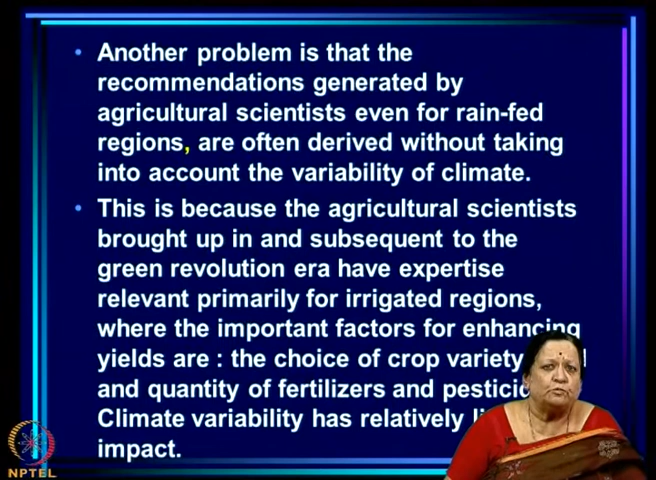 • Another problem is that the
recommendations generated by
agricultural scientists even for rain-fed
regions, are often derived without taking
into account the variability of climate.
• This is because the agricultural scientists
brought up in and subsequent to the
green revolution era have expertise
relevant primarily for irrigated regions,
where the important factors for enhancing
yields are : the choice of crop variety
and quantity of fertilizers and
Climate variability has relatively
impact.
NPTEL